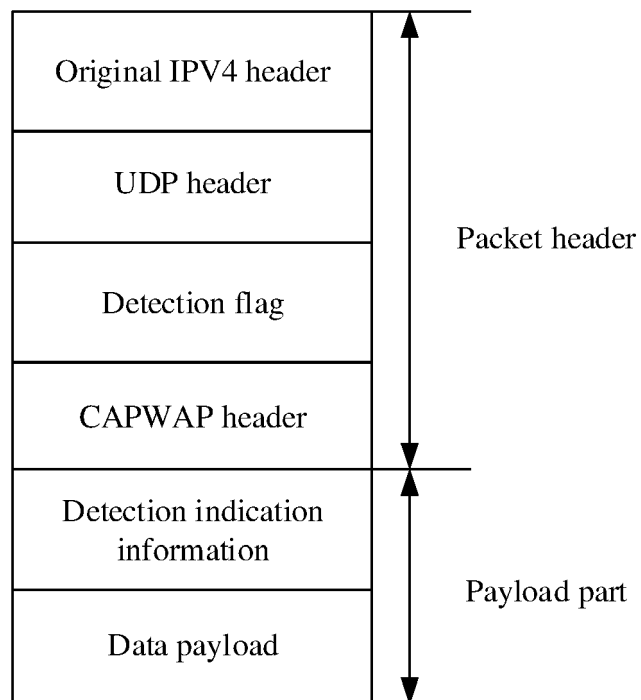 Original IPV4 header
UDP header
Detection flag
CAPWAP header
Detection indication
information
Data payload
Packet header
Payload part